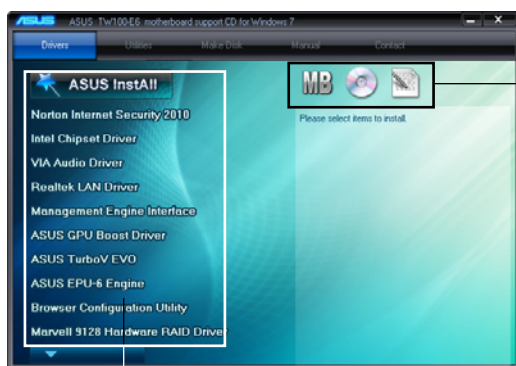 ASUS ASUS TW100-E6 motherboard support CD for Windows 7
Drivers Utilities Make Disk Manual Contact
ASUS InstAll
MB
Norton Internet Security 2010
Please select items to install.
Intel Chipset Driver
VIA Audio Driver
Realtek LAN Driver
Management Engine Interface
ASUS GPU Boost Driver
ASUS TurboV EVO
ASUS EPU-6 Engine
Browser Configuration Utility
Marvell 9128 Hardware RAID Driver